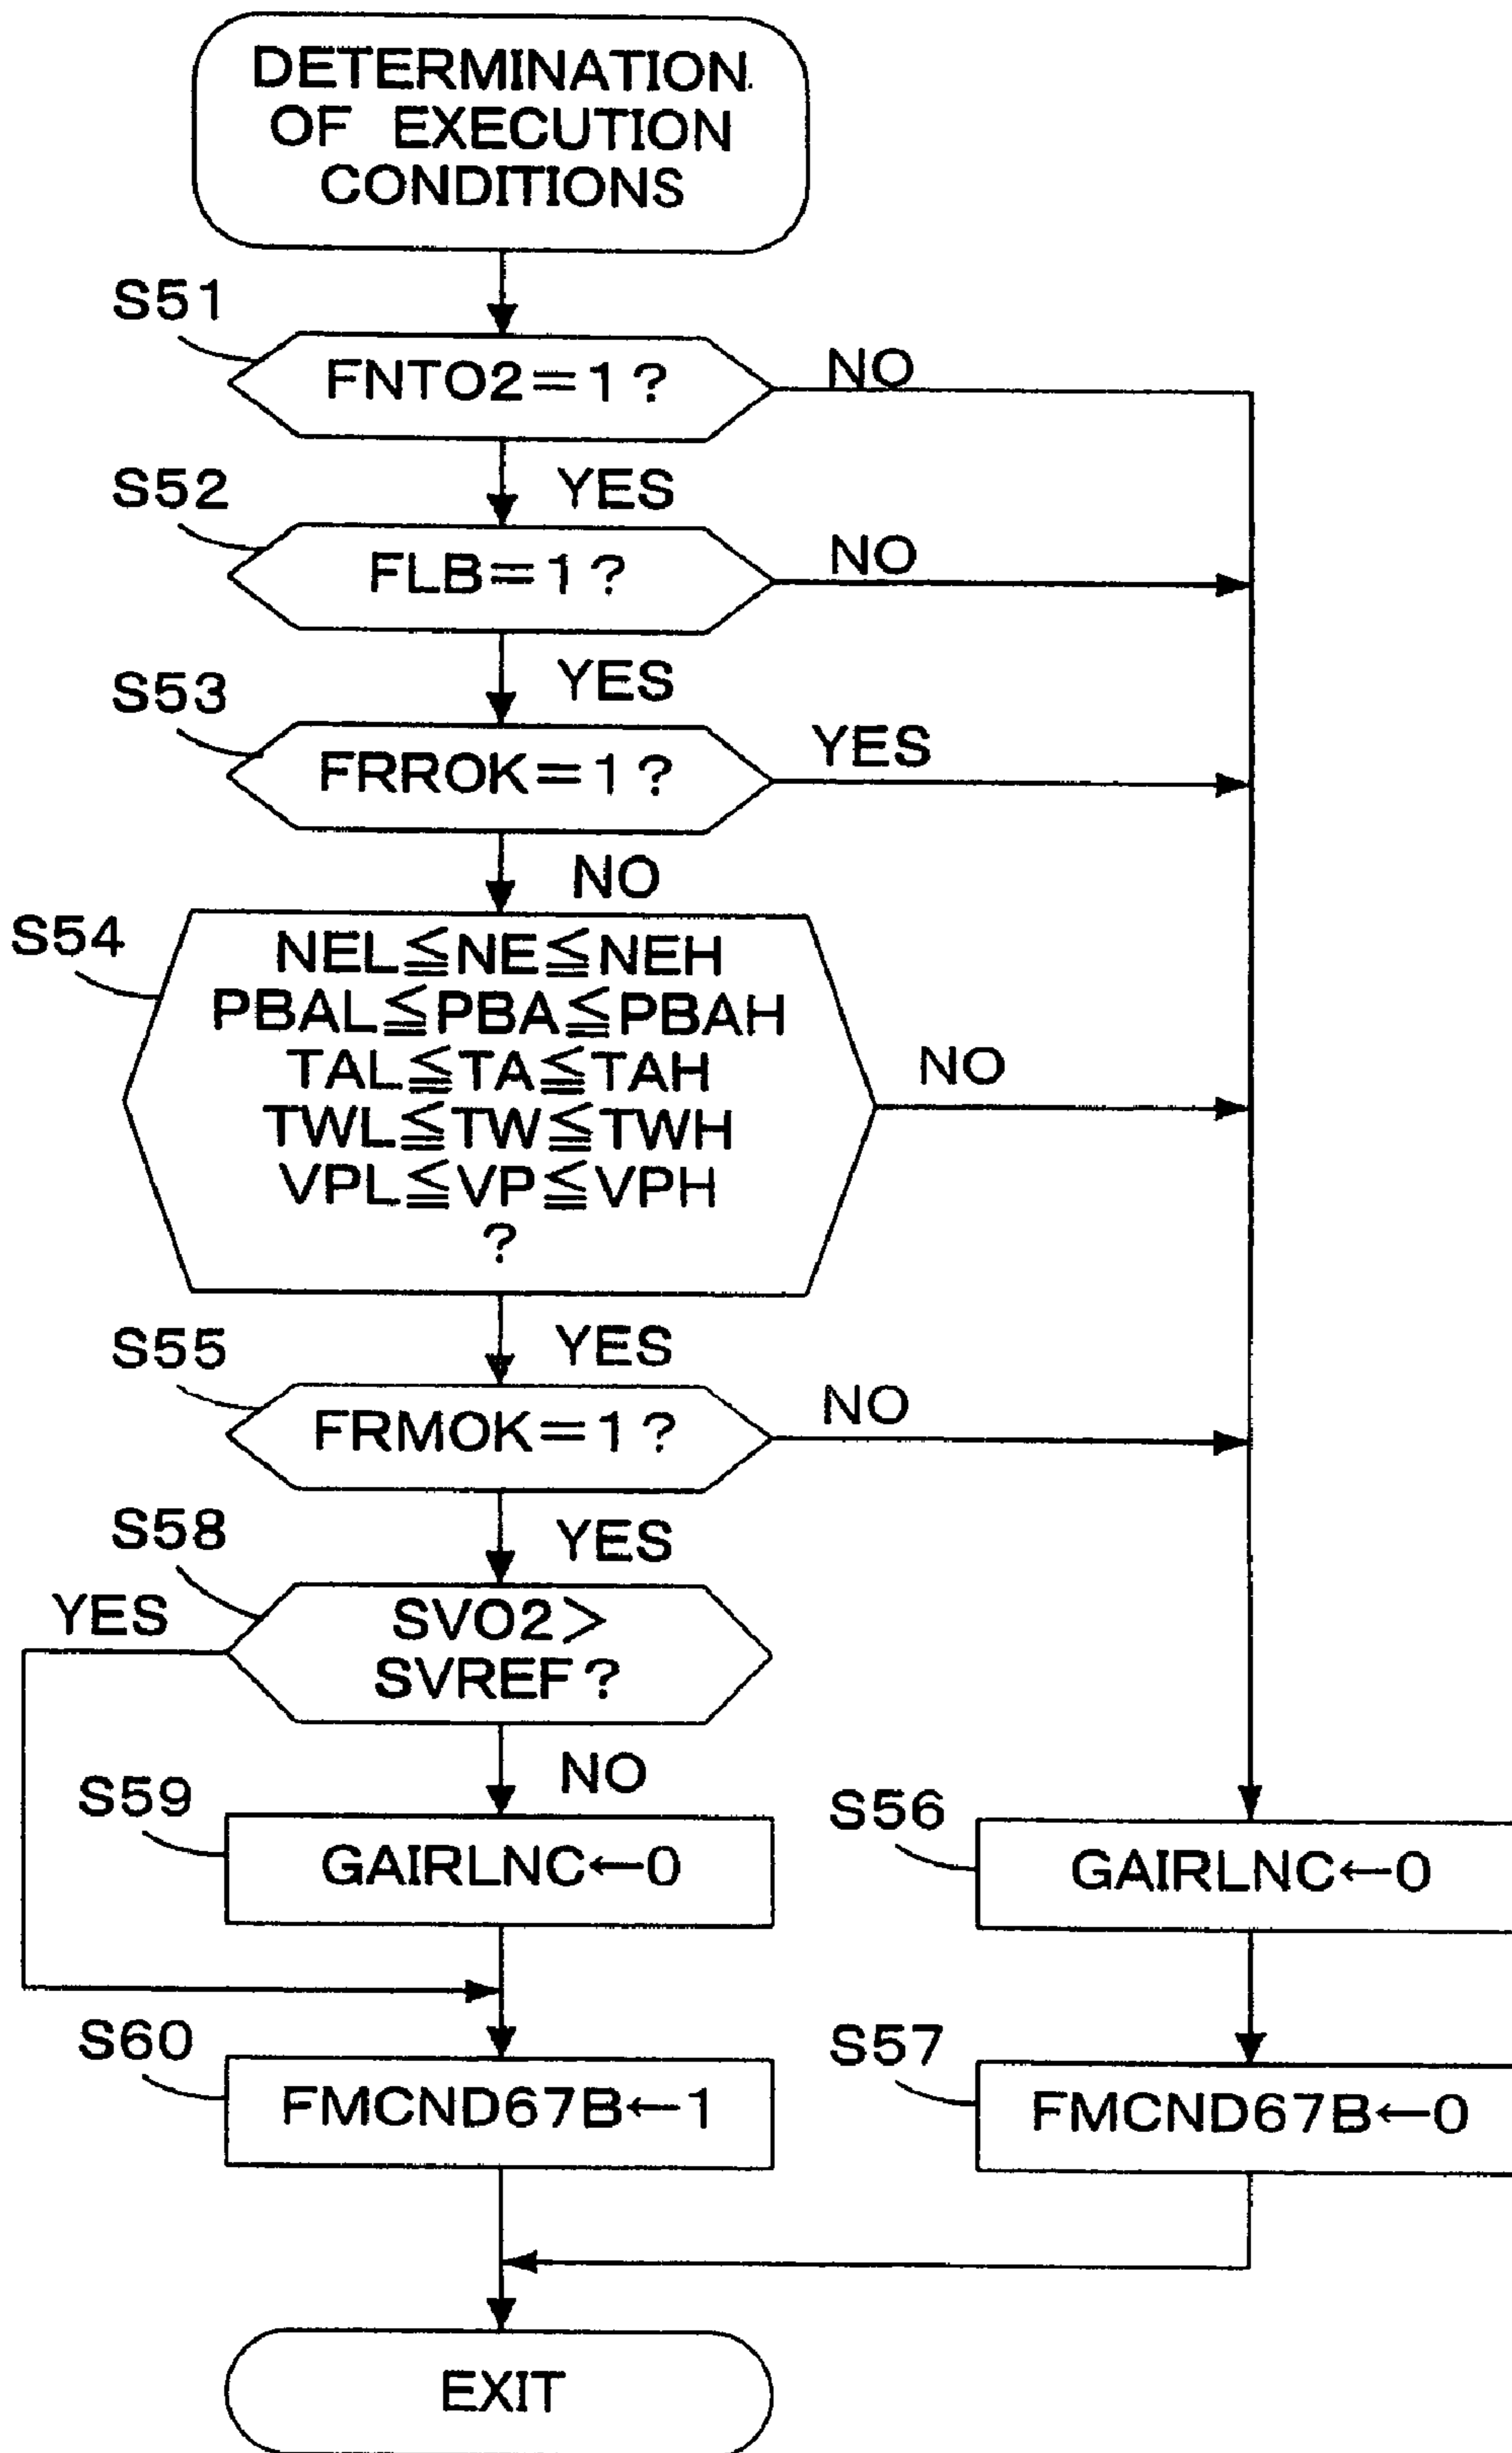 DETERMINATION
OF EXECUTION
CONDITIONS
S51
FNTO2=1?
NO
YES
S52
FLB=1?
NO
YES
S53
FRROK=1?
YES
NO
S54
NEL≦NE≦NEH
PBAL≦PBA≦PBAH
TAL≦TA≦TAH
TWL≦TW≦TWH
VPL≦VP≦VPH
?
NO
YES
S55
FRMOK=1?
NO
YES
S58
YES
SVO2>
SVREF?
NO
S59
GAIRLNC←0
S56
GAIRLNC←0
S60
FMCND67B←1
S57
FMCND67B←0
EXIT